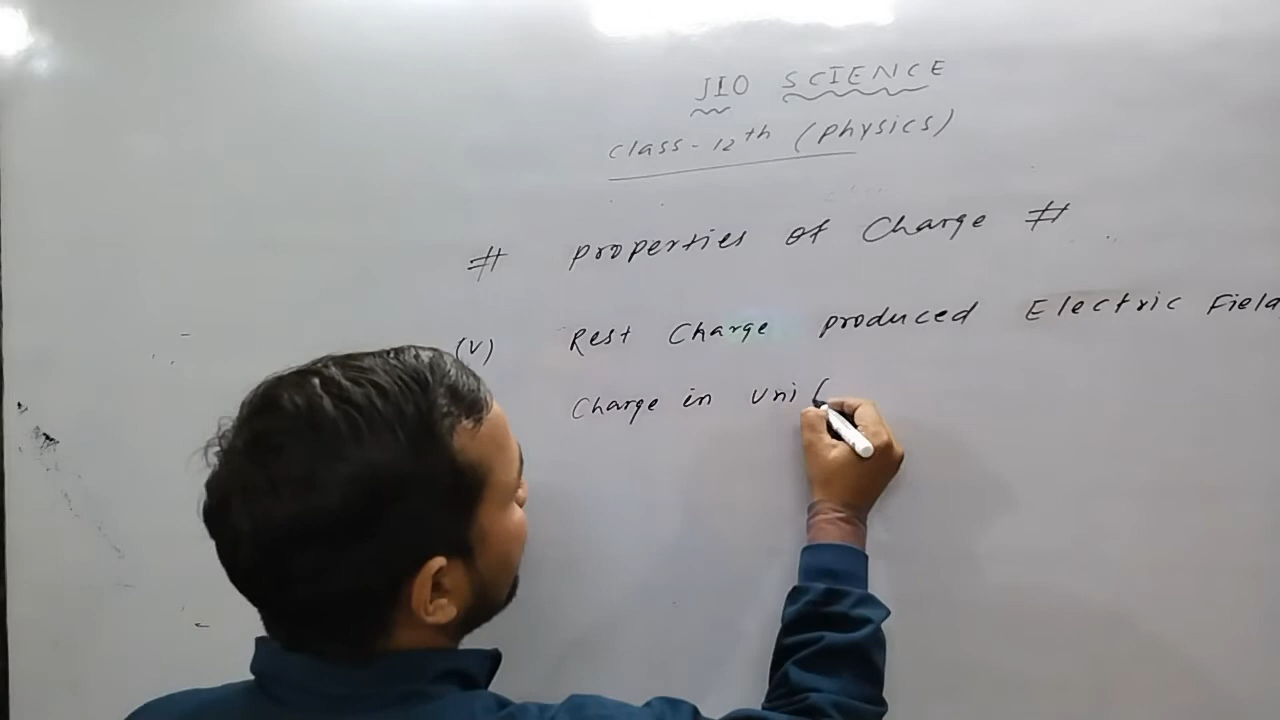 JIO SCIENCE
class-12th (Physics)
# properties of Charge #
(V) Rest Charge produced Electric Field
Charge in uni